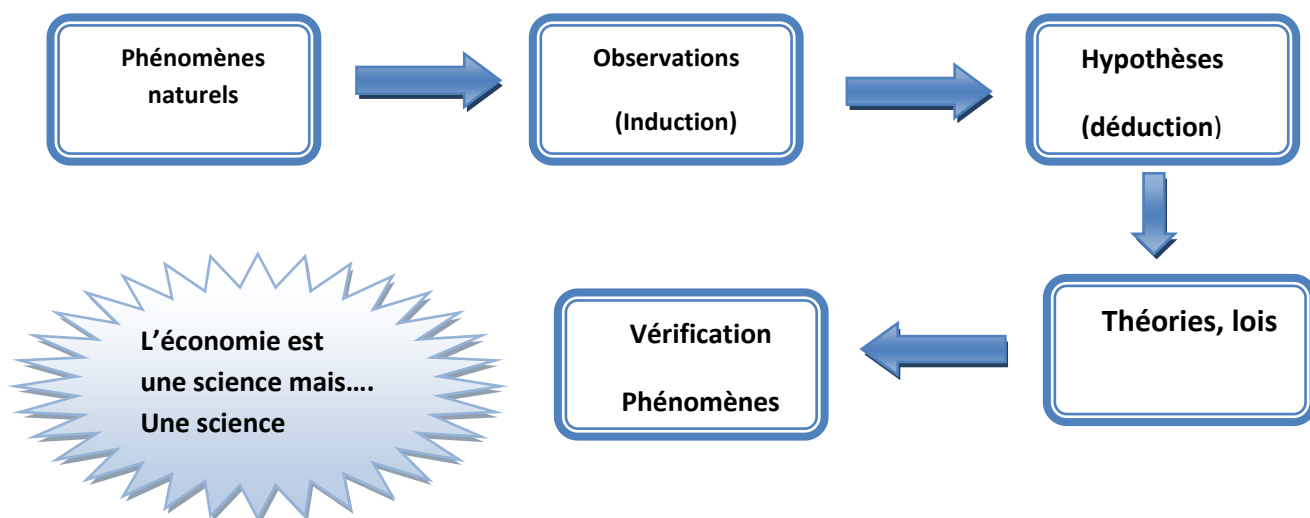 Phénomènes
naturels
Observations
(Induction)
Hypothèses
(déduction)
Théories, lois
Vérification
Phénomènes
L’économie est
une science mais….
Une science